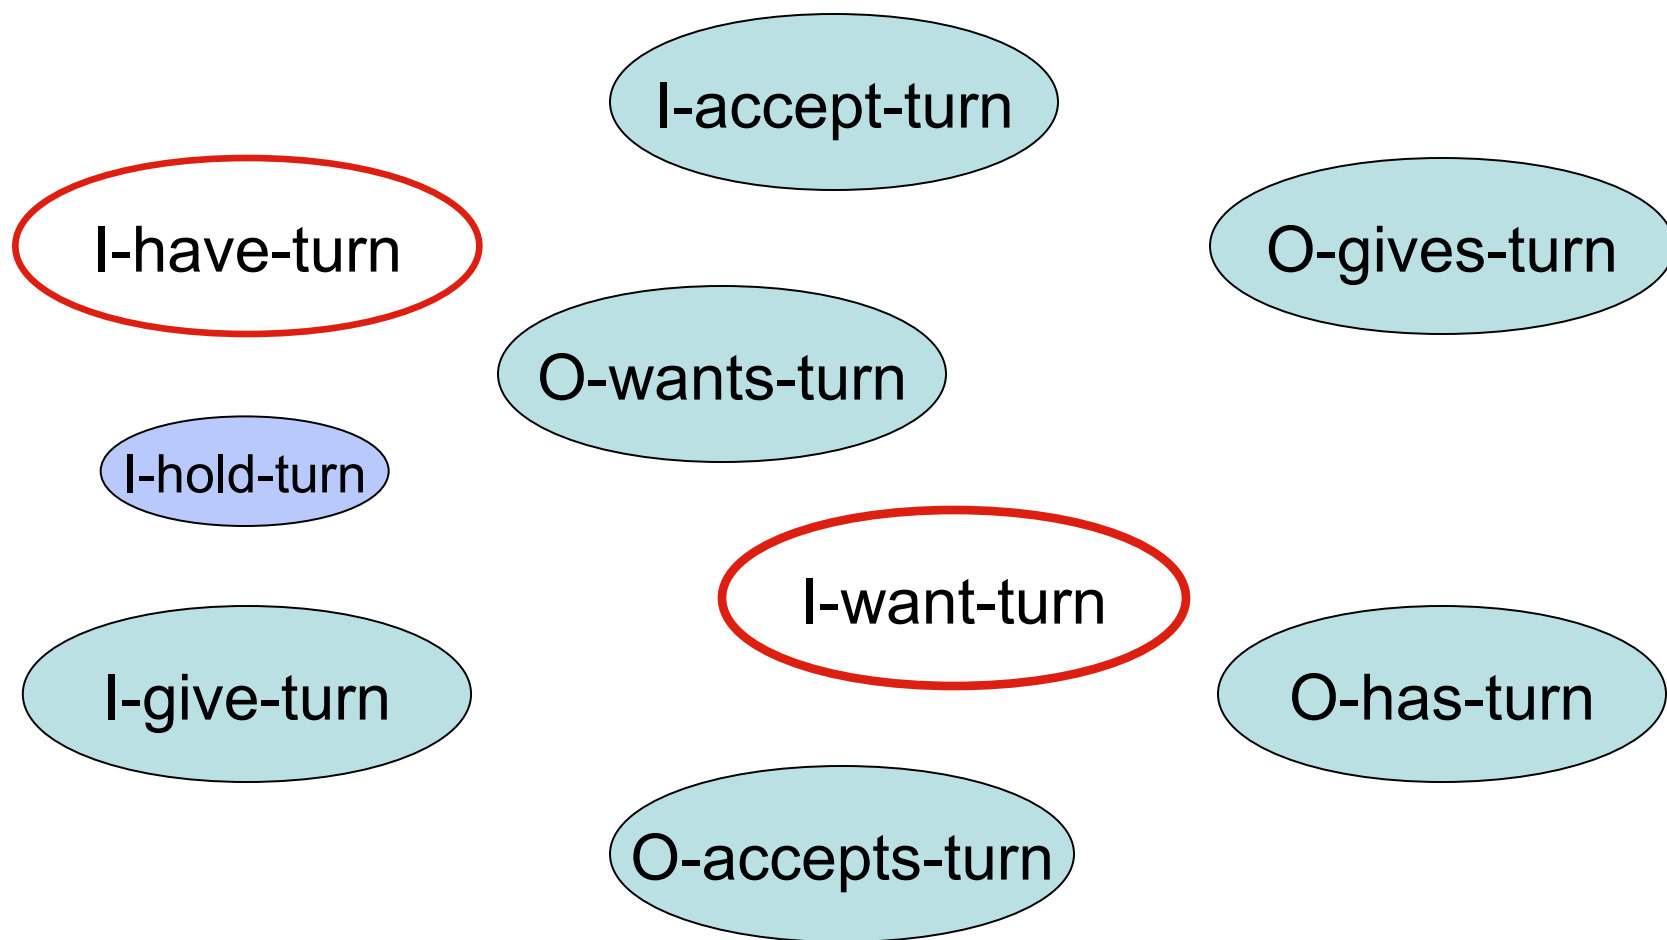 I-accept-turn
I-have-turn
O-gives-turn
O-wants-turn
I-hold-turn
I-want-turn
I-give-turn
O-has-turn
O-accepts-turn